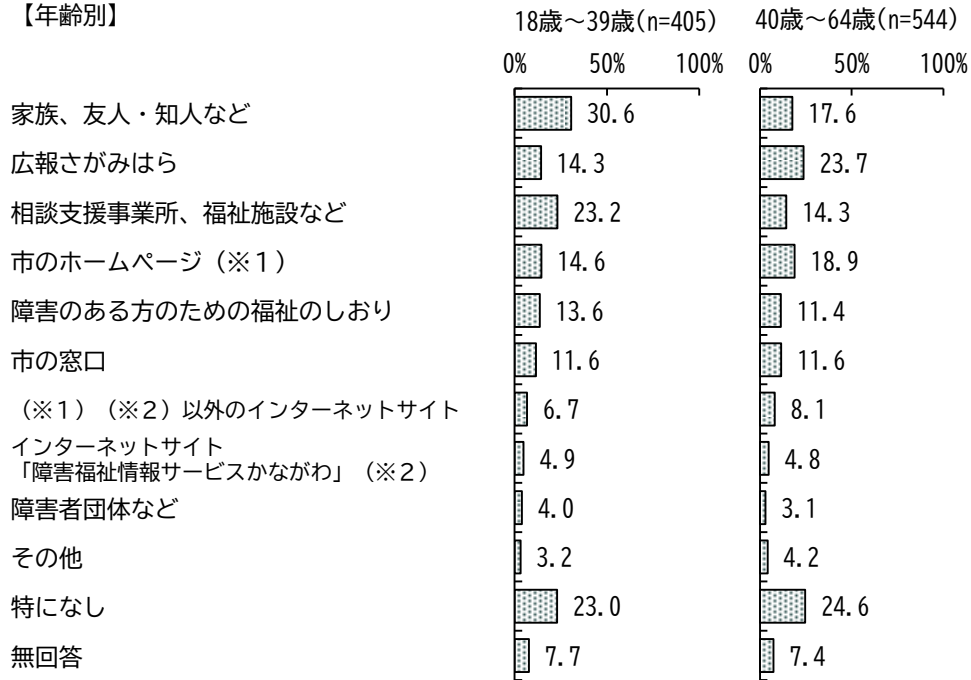 【年齢別】
18歳～39歳(n=405) 40歳～64歳(n=544)
0% 50% 100% 0% 50% 100%
家族、友人・知人など 30.6 17.6
広報さがみはら 14.3 23.7
相談支援事業所、福祉施設など 23.2 14.3
市のホームページ（※１） 14.6 18.9
障害のある方のための福祉のしおり 13.6 11.4
市の窓口 11.6 11.6
（※１）（※２）以外のインターネットサイト 6.7 8.1
インターネットサイト
「障害福祉情報サービスかながわ」（※２） 4.9 4.8
障害者団体など 4.0 3.1
その他 3.2 4.2
特になし 23.0 24.6
無回答 7.7 7.4